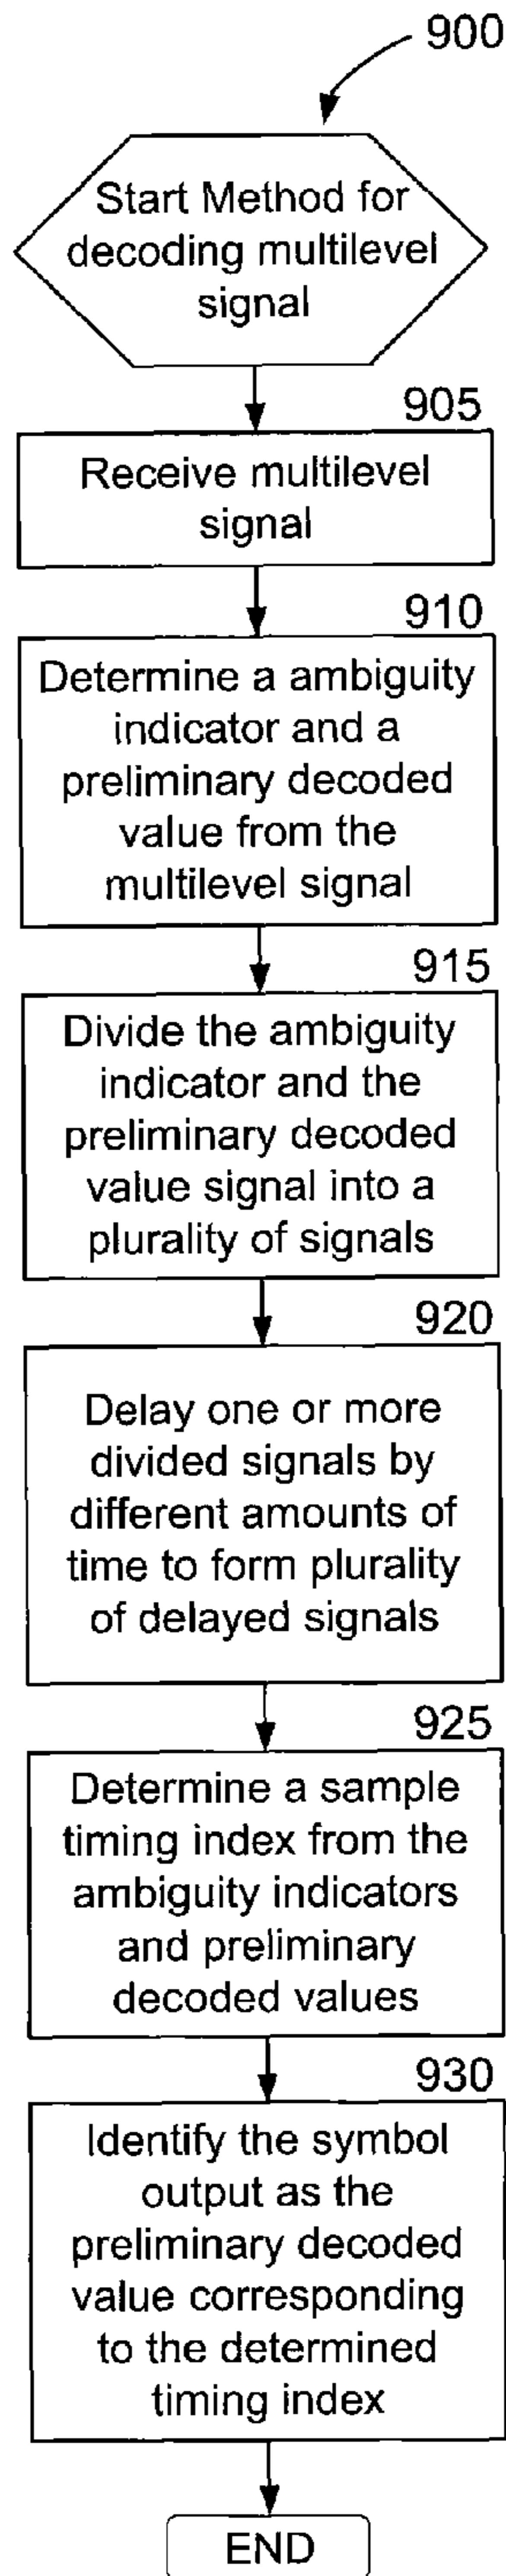 900
Start Method for
decoding multilevel
signal
905
Receive multilevel
signal
910
Determine a ambiguity
indicator and a
preliminary decoded
value from the
multilevel signal
915
Divide the ambiguity
indicator and the
preliminary decoded
value signal into a
plurality of signals
920
Delay one or more
divided signals by
different amounts of
time to form plurality
of delayed signals
925
Determine a sample
timing index from the
ambiguity indicators
and preliminary
decoded values
930
Identify the symbol
output as the
preliminary decoded
value corresponding
to the determined
timing index
END